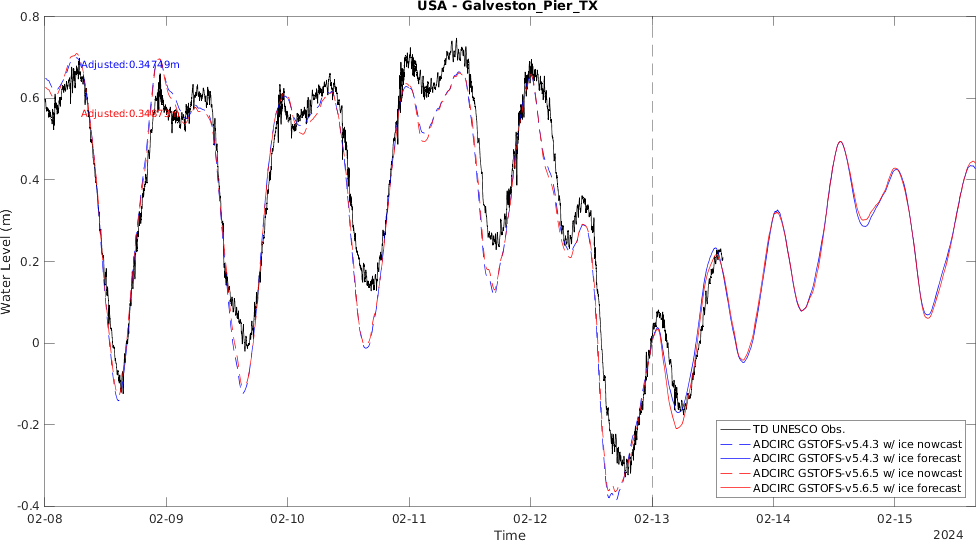 USA - Galveston_Pier_TX
0.8
Adjusted:0.34749m
0.6
0.4
Water Level (m)
0.2
0
-0.2
-0.4
TD UNESCO Obs.
ADCIRC GSTOFS-v5.4.3 w/ ice nowcast
ADCIRC GSTOFS-v5.4.3 w/ ice forecast
ADCIRC GSTOFS-v5.6.5 w/ ice nowcast
ADCIRC GSTOFS-v5.6.5 w/ ice forecast
02-08 02-09 02-10 02-11 02-12 02-13 02-14 02-15
Time
2024